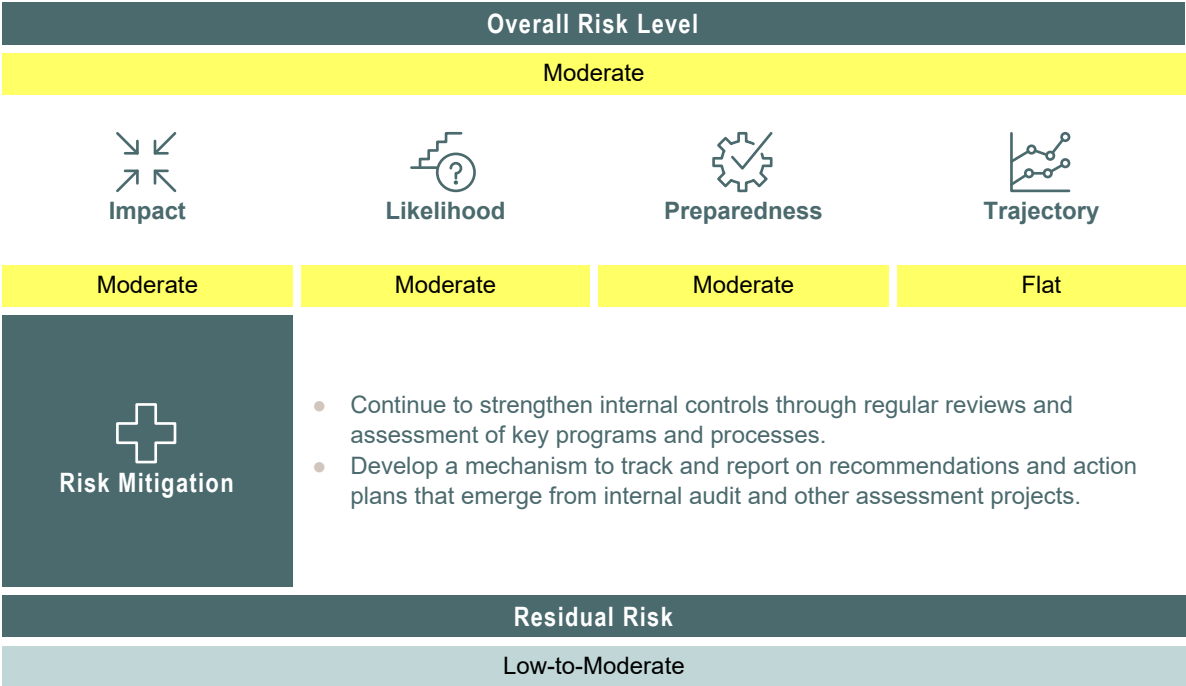 Overall Risk Level
Moderate
Impact
Likelihood
Preparedness
Trajectory
Moderate
Moderate
Moderate
Flat
Risk Mitigation
● Continue to strengthen internal controls through regular reviews and
assessment of key programs and processes.
● Develop a mechanism to track and report on recommendations and action
plans that emerge from internal audit and other assessment projects.
Residual Risk
Low-to-Moderate